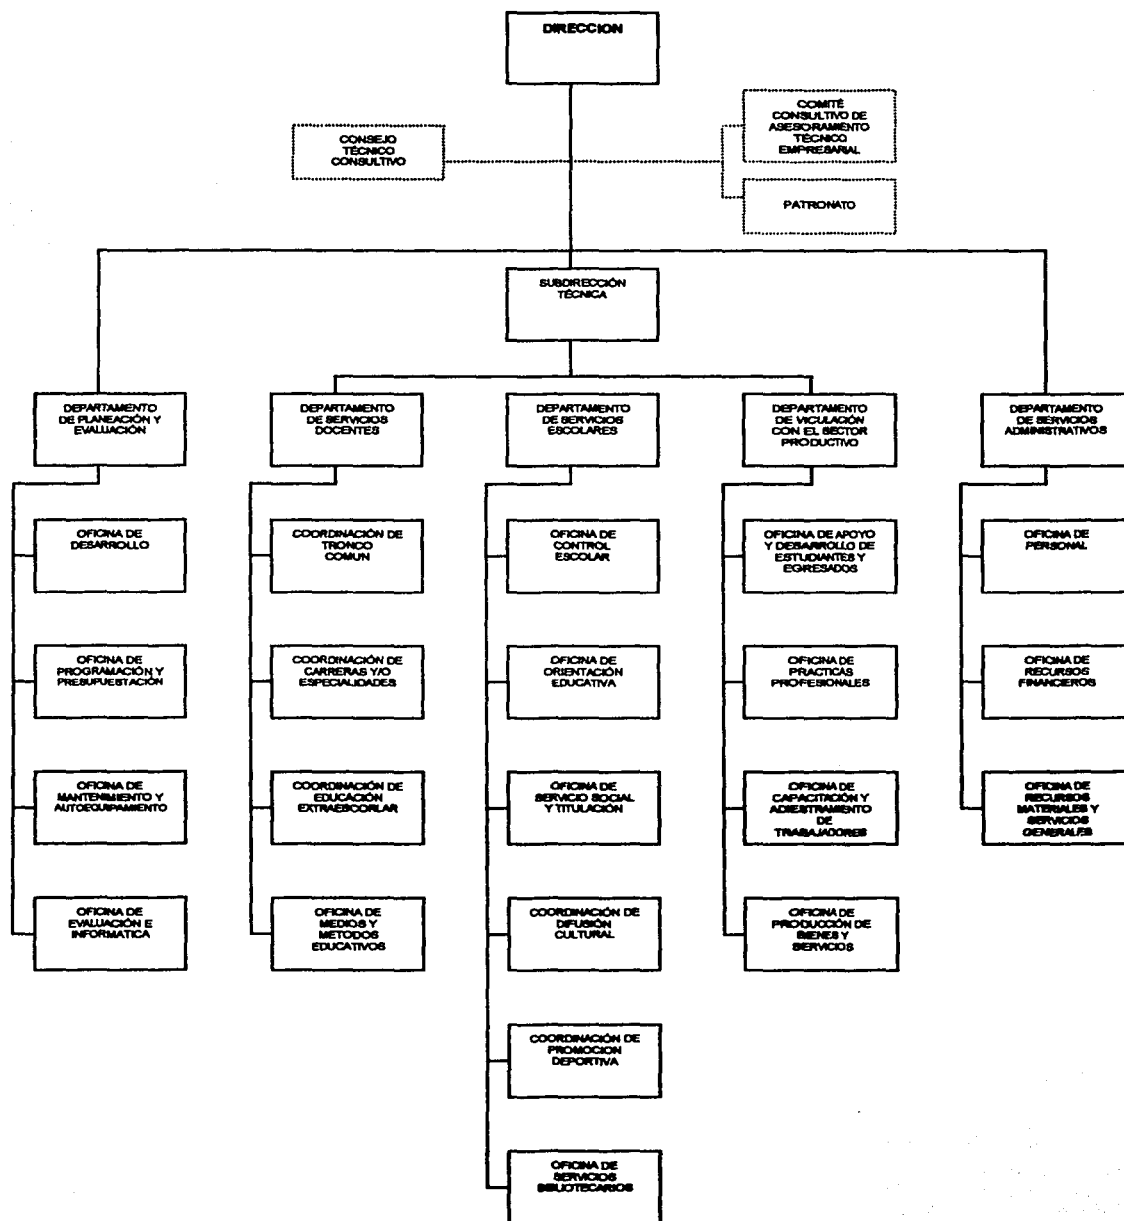 DIRECCION
CONSEJO
TÉCNICO
CONSULTIVO
COMITÉ
CONSULTIVO DE
ASESORAMIENTO
TÉCNICO
EMPRESARIAL
PATRONATO
SUBDIRECCIÓN
TÉCNICA
DEPARTAMENTO
DE PLANEACIÓN Y
EVALUACIÓN
DEPARTAMENTO
DE SERVICIOS
DOCENTES
DEPARTAMENTO
DE SERVICIOS
ESCOLARES
DEPARTAMENTO
DE VICULACIÓN
CON EL SECTOR
PRODUCTIVO
DEPARTAMENTO
DE SERVICIOS
ADMINISTRATIVOS
OFICINA DE
DESARROLLO
COORDINACIÓN DE
TRONCO
COMUN
OFICINA DE
CONTROL
ESCOLAR
OFICINA DE APOYO
Y DESARROLLO DE
ESTUDIANTES Y
EGRESADOS
OFICINA DE
PERSONAL
OFICINA DE
PROGRAMACIÓN Y
PRESUPUESTACIÓN
COORDINACIÓN DE
CARRERAS Y/O
ESPECIALIDADES
OFICINA DE
ORIENTACIÓN
EDUCATIVA
OFICINA DE
PRACTICAS
PROFESIONALES
OFICINA DE
RECURSOS
FINANCIEROS
OFICINA DE
MANTENIMIENTO Y
AUTOEQUIPAMIENTO
COORDINACIÓN DE
EDUCACIÓN
EXTRAESCORLAR
OFICINA DE
SERVICIO SOCIAL
Y TITULACIÓN
OFICINA DE
CAPACITACIÓN Y
ADIESTRAMIENTO
DE
TRABAJADORES
OFICINA DE
RECURSOS
MATERIALES Y
SERVICIOS
GENERALES
OFICINA DE
EVALUACIÓN E
INFORMATICA
OFICINA DE
MEDIOS Y
METODOS
EDUCATIVOS
COORDINACIÓN DE
DIFUSIÓN
CULTURAL
OFICINA DE
PRODUCCIÓN DE
BIENES Y
SERVICIOS
COORDINACIÓN DE
PROMOCION
DEPORTIVA
OFICINA DE
SERVICIOS
BIBLIOTECARIOS